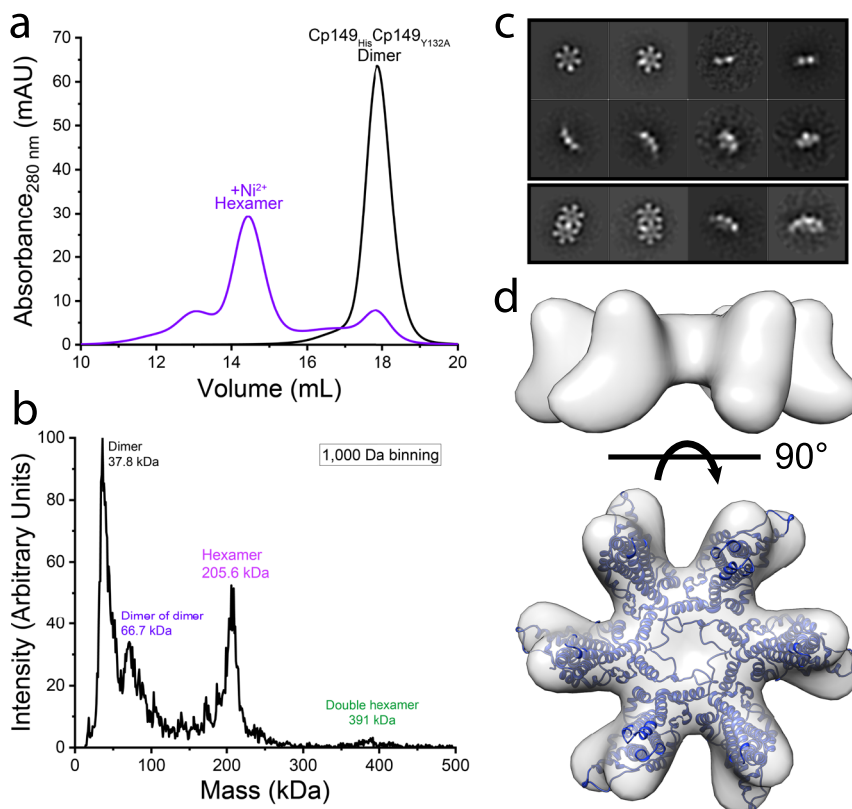 a
Absorbance280 nm (mAU)
70
60
50
40
30
20
10
0
Cp149HisCp149Y132A
Dimer
+Ni²⁺
Hexamer
10 12 14 16 18 20
Volume (mL)
b
Intensity (Arbitrary Units)
100
80
60
40
20
0
Dimer
37.8 kDa
1,000 Da binning
Hexamer
205.6 kDa
Dimer of dimer
66.7 kDa
Double hexamer
391 kDa
0 100 200 300 400 500
Mass (kDa)
c
d
90°